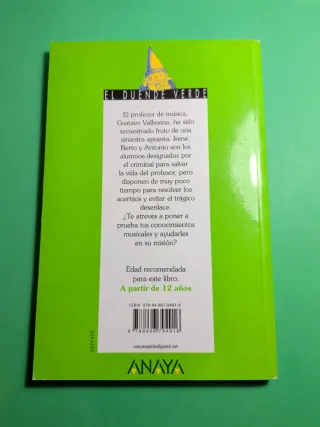 EL DUENDE VERDE
El profesor de música,
Gustavo Valbuena, ha sido
secuestrado fruto de una
siniestra apuesta. Irene,
Berto y Antonio son los
alumnos designados por
el criminal para salvar
la vida del profesor, pero
disponen de muy poco
tiempo para resolver los
acertijos y evitar el trágico
desenlace.
¿Te atreves a poner a
prueba tus conocimientos
musicales y ayudarles
en su misión?
Edad recomendada
para este libro:
A partir de 12 años
ANAYA